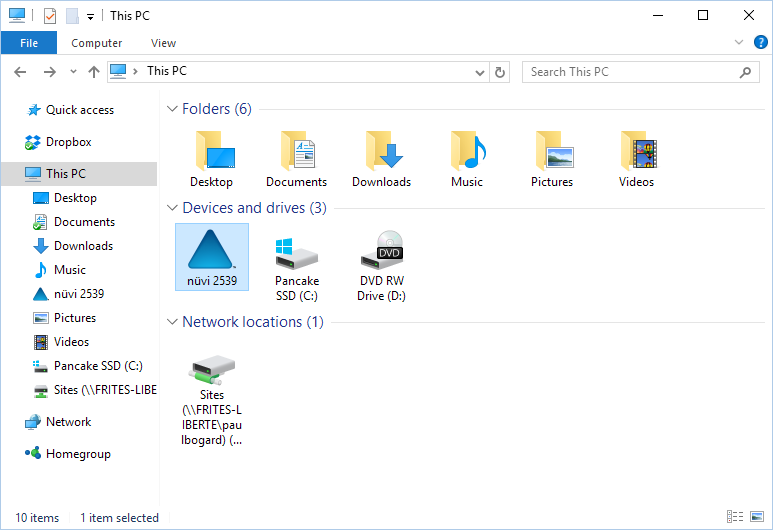 This PC
File
Computer
View
This PC
Search This PC
Quick access
Dropbox
This PC
Desktop
Documents
Downloads
Music
nüvi 2539
Pictures
Videos
Pancake SSD (C:)
Sites (\\FRITES-LIBE
Network
Homegroup
Folders (6)
Desktop
Documents
Downloads
Music
Pictures
Videos
Devices and drives (3)
nüvi 2539
Pancake
SSD (C:)
DVD
DVD RW
Drive (D:)
Network locations (1)
Sites
(\\FRITES-L
IBERTE\pau
lbogard) (...
10 items
1 item selected